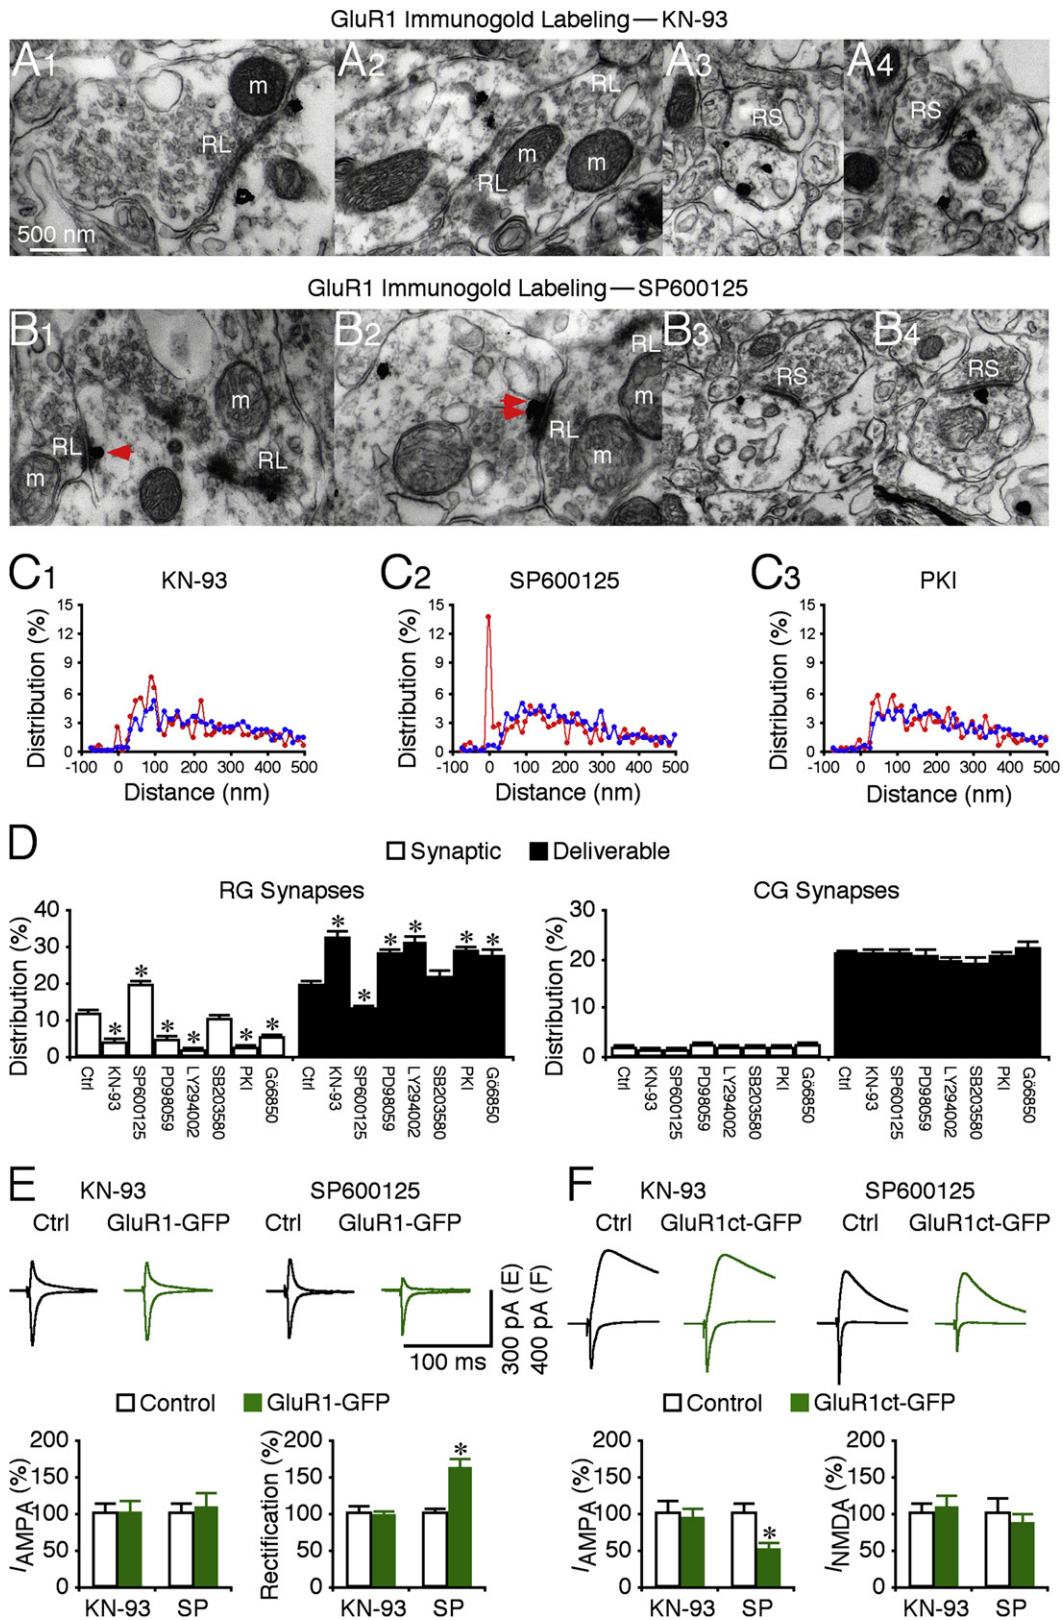 GluR1 Immunogold Labeling—KN-93
A1 A2 A3 A4
m RL RS
RL m m RS
RL
500 nm
GluR1 Immunogold Labeling—SP600125
B1 B2 B3 B4
RL RS RS
m m
RL RL RL
m m
C1 KN-93 C2 SP600125 C3 PKI
Distribution (%) 15 12 9 6 3 0
-100 0 100 200 300 400 500
Distance (nm)
Distribution (%) 15 12 9 6 3 0
-100 0 100 200 300 400 500
Distance (nm)
Distribution (%) 15 12 9 6 3 0
-100 0 100 200 300 400 500
Distance (nm)
D
Synaptic Deliverable
RG Synapses CG Synapses
Distribution (%) 40 30 20 10 0
* * * * * * * * * * * *
Ctrl KN-93 SP600125 PD98059 LY294002 SB203580 PKI Gö6850 Ctrl KN-93 SP600125 PD98059 LY294002 SB203580 PKI Gö6850
Distribution (%) 30 20 10 0
Ctrl KN-93 SP600125 PD98059 LY294002 SB203580 PKI Gö6850 Ctrl KN-93 SP600125 PD98059 LY294002 SB203580 PKI Gö6850
E KN-93 SP600125
Ctrl GluR1-GFP Ctrl GluR1-GFP
300 pA (E)
400 pA (F)
100 ms
F KN-93 SP600125
Ctrl GluR1ct-GFP Ctrl GluR1ct-GFP
Control GluR1-GFP
IAMPA (%) 200 150 100 50 0
KN-93 SP
Rectification (%) 200 150 100 50 0
*
KN-93 SP
Control GluR1ct-GFP
IAMPA (%) 200 150 100 50 0
*
KN-93 SP
INMDA (%) 200 150 100 50 0
KN-93 SP